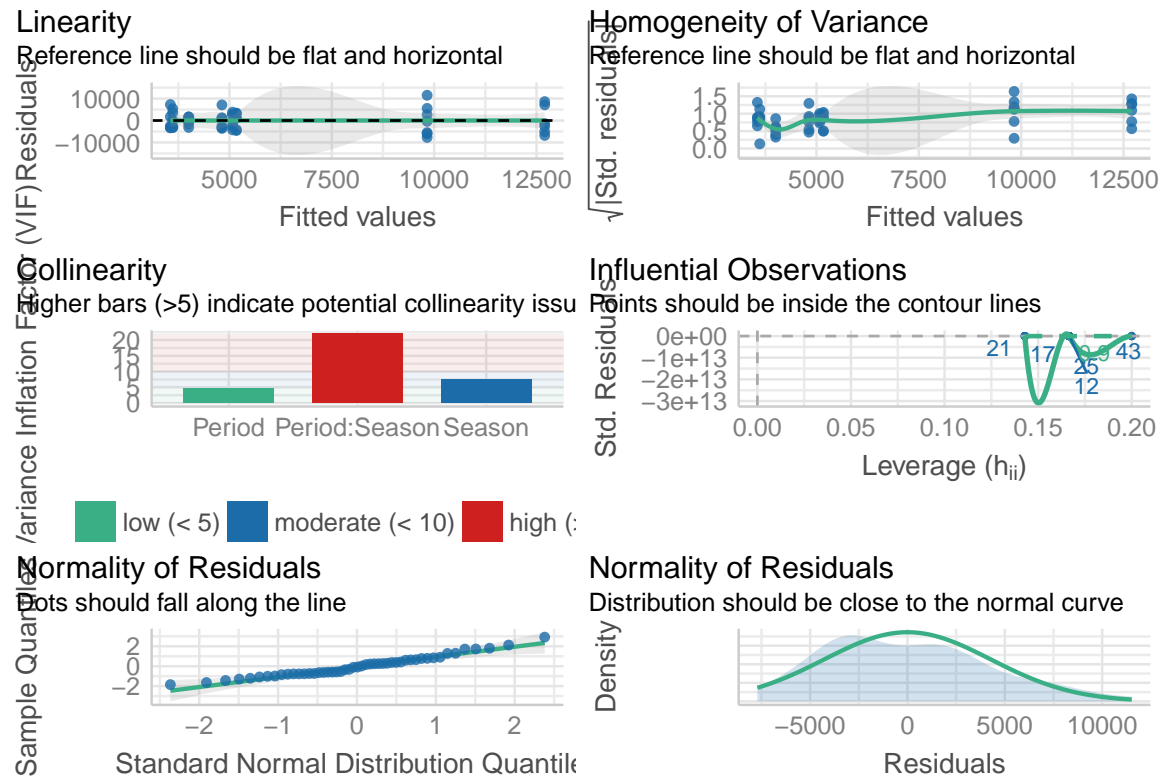 Linearity
Reference line should be flat and horizontal
Residuals
10000
0
−10000
5000 7500 10000 12500
Fitted values
Homogeneity of Variance
Reference line should be flat and horizontal
√|Std. residuals|
1.5
1.0
0.5
0.0
5000 7500 10000 12500
Fitted values
Collinearity
Higher bars (>5) indicate potential collinearity issu
Variance Inflation Factor (VIF)
20
15
10
5
0
Period Period:Season Season
low (< 5) moderate (< 10) high (>
Influential Observations
Points should be inside the contour lines
Std. Residuals
0e+00
−1e+13
−2e+13
−3e+13
21 17 0.9 43
25
12
0.00 0.05 0.10 0.15 0.20
Leverage (hii)
Normality of Residuals
Dots should fall along the line
Sample Quantiles
2
0
−2
−2 −1 0 1 2
Standard Normal Distribution Quantile
Normality of Residuals
Distribution should be close to the normal curve
Density
−5000 0 5000 10000
Residuals